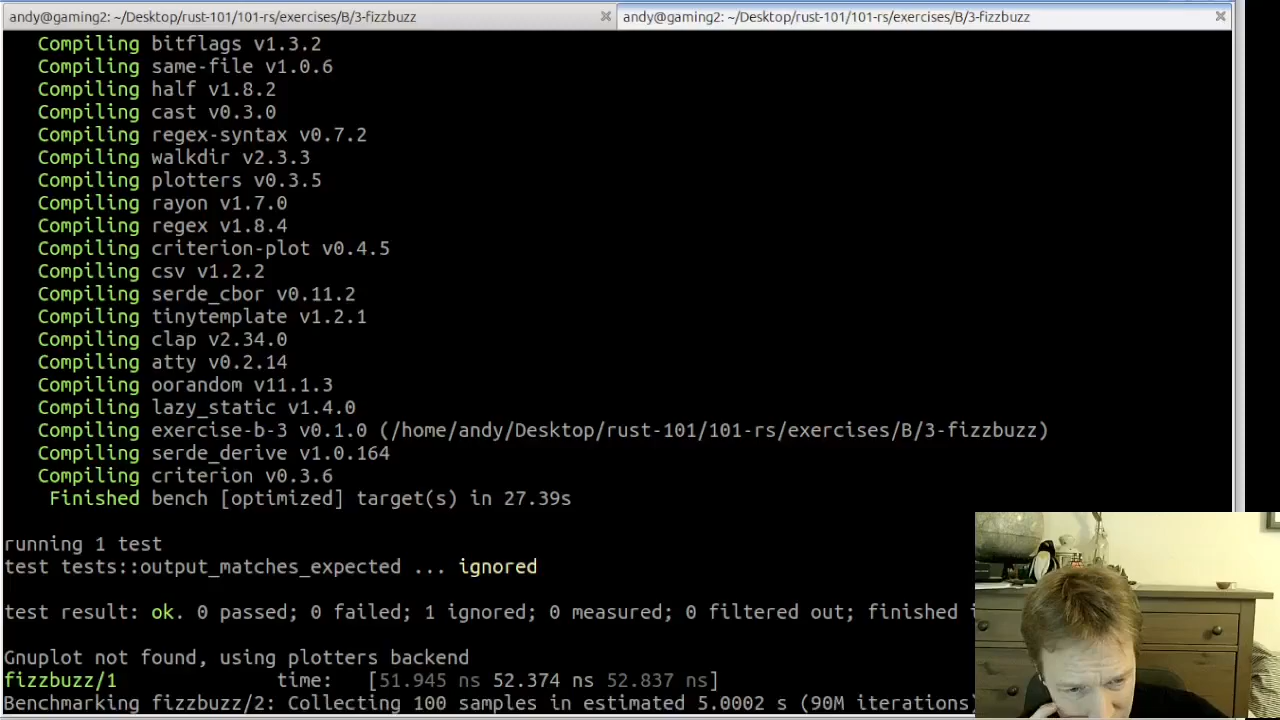 andy@gaming2: ~/Desktop/rust-101/101-rs/exercises/B/3-fizzbuzz
andy@gaming2: ~/Desktop/rust-101/101-rs/exercises/B/3-fizzbuzz
Compiling bitflags v1.3.2
Compiling same-file v1.0.6
Compiling half v1.8.2
Compiling cast v0.3.0
Compiling regex-syntax v0.7.2
Compiling walkdir v2.3.3
Compiling plotters v0.3.5
Compiling rayon v1.7.0
Compiling regex v1.8.4
Compiling criterion-plot v0.4.5
Compiling csv v1.2.2
Compiling serde_cbor v0.11.2
Compiling tinytemplate v1.2.1
Compiling clap v2.34.0
Compiling atty v0.2.14
Compiling oorandom v11.1.3
Compiling lazy_static v1.4.0
Compiling exercise-b-3 v0.1.0 (/home/andy/Desktop/rust-101/101-rs/exercises/B/3-fizzbuzz)
Compiling serde_derive v1.0.164
Compiling criterion v0.3.6
Finished bench [optimized] target(s) in 27.39s
running 1 test
test tests::output_matches_expected ... ignored
test result: ok. 0 passed; 0 failed; 1 ignored; 0 measured; 0 filtered out; finished
Gnuplot not found, using plotters backend
fizzbuzz/1 time: [51.945 ns 52.374 ns 52.837 ns]
Benchmarking fizzbuzz/2: Collecting 100 samples in estimated 5.0002 s (90M iterations)